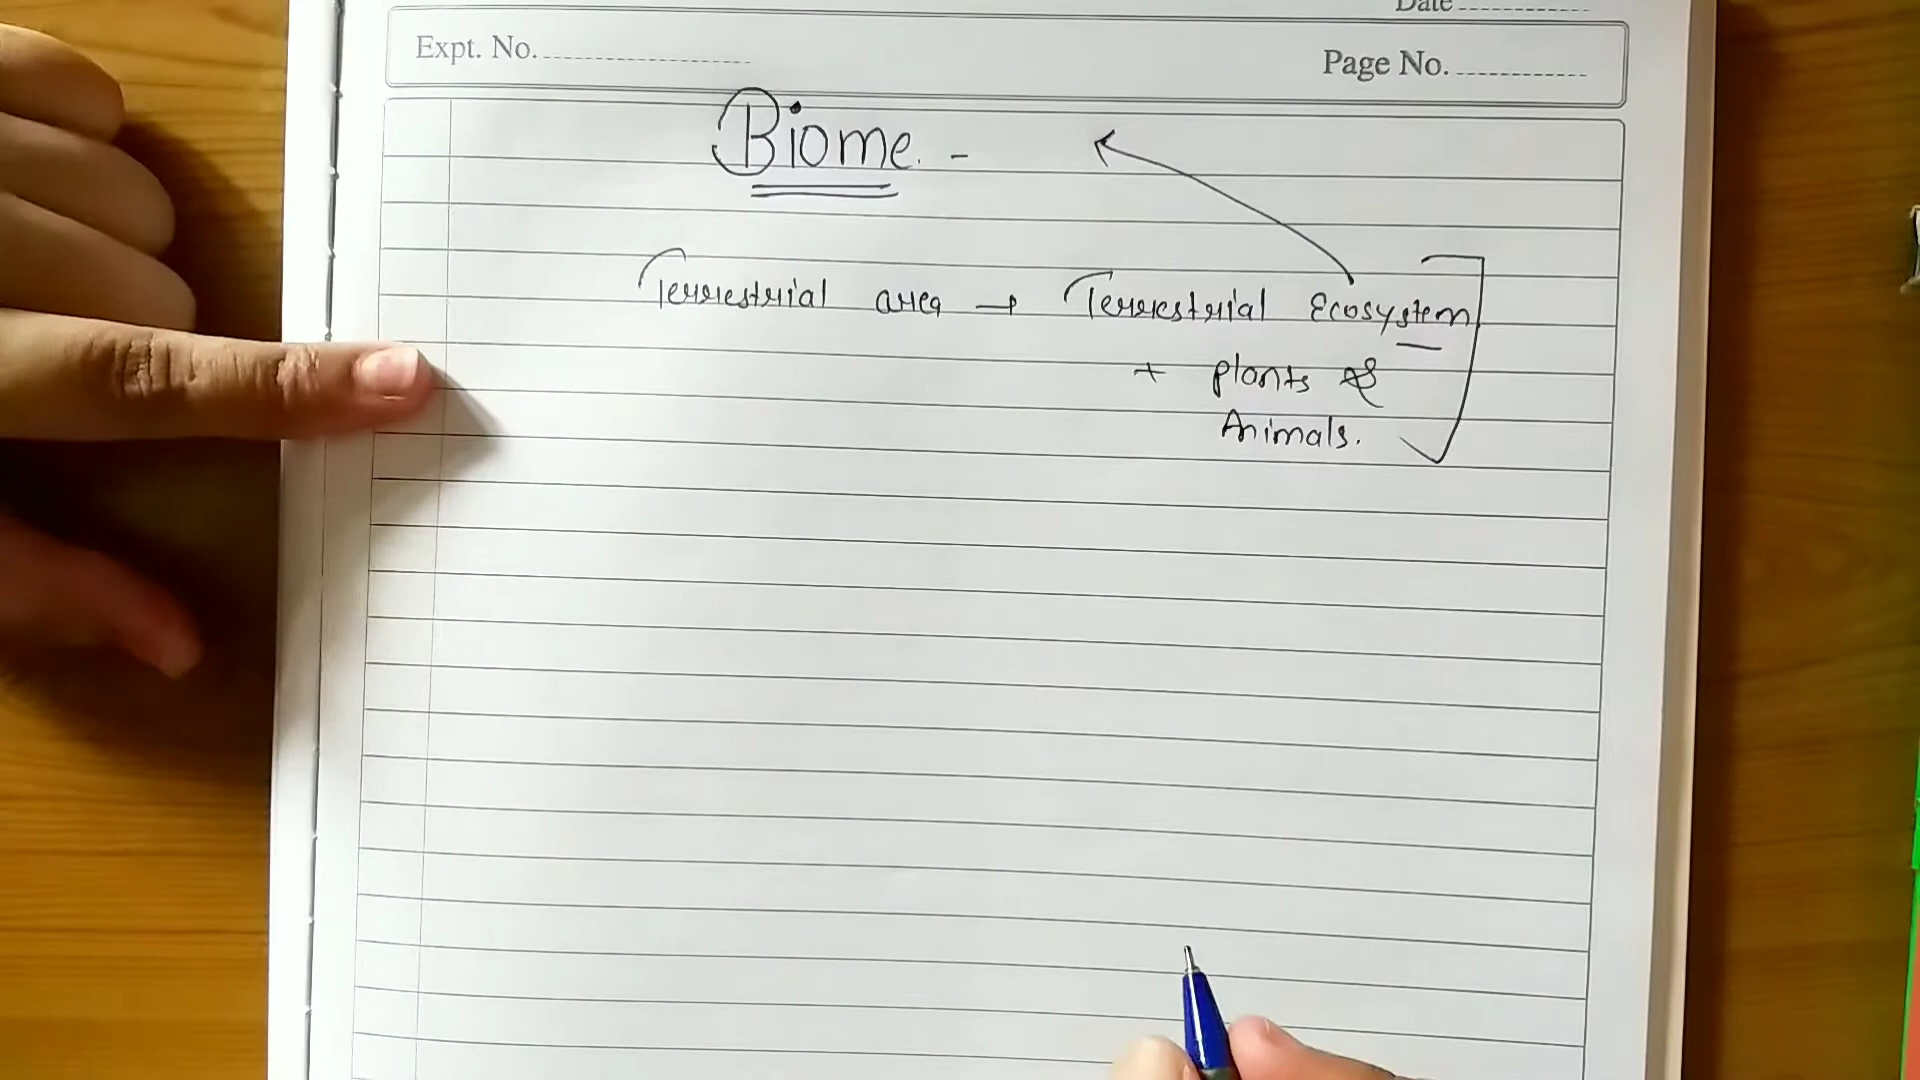 Date
Expt. No.
Page No.
Biome. -
Terrestrial area → Terrestrial Ecosystem
+ plants &
Animals.